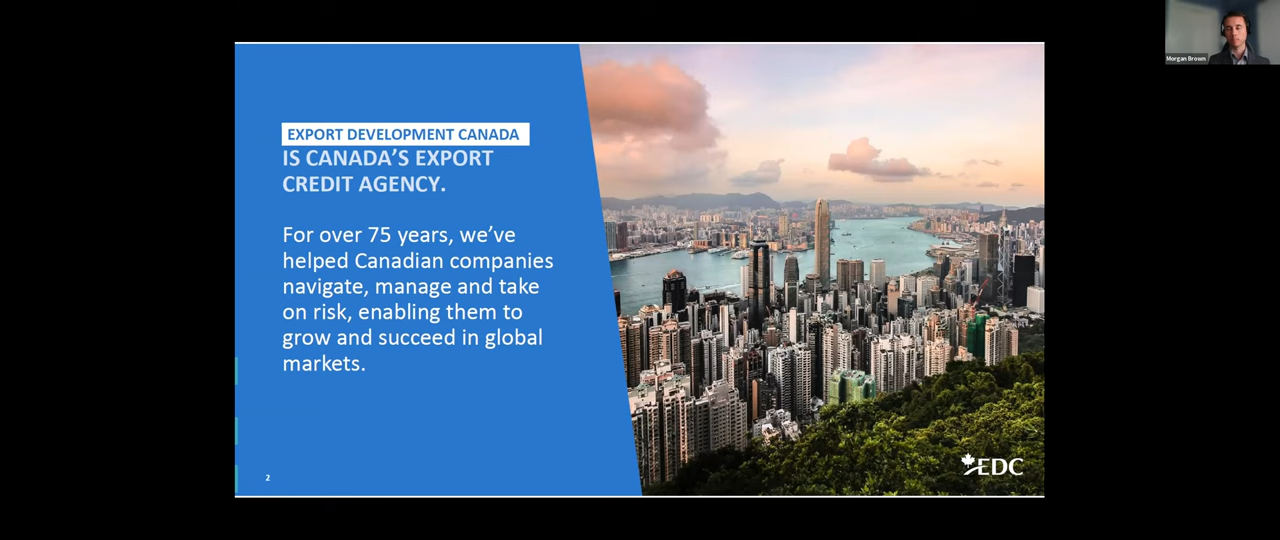 EXPORT DEVELOPMENT CANADA
IS CANADA’S EXPORT
CREDIT AGENCY.
For over 75 years, we’ve
helped Canadian companies
navigate, manage and take
on risk, enabling them to
grow and succeed in global
markets.
2
EDC
Morgan Brown